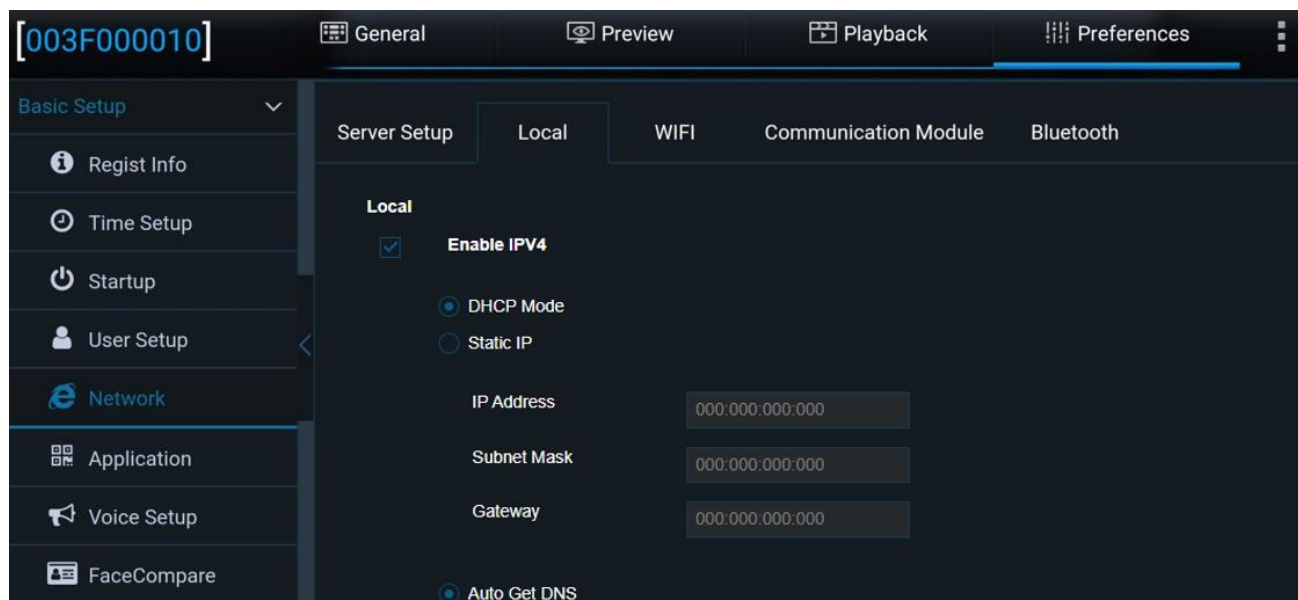 [003F000010]
General
Preview
Playback
Preferences
Basic Setup
Regist Info
Time Setup
Startup
User Setup
Network
Application
Voice Setup
FaceCompare
Server Setup
Local
WIFI
Communication Module
Bluetooth
Local
Enable IPV4
DHCP Mode
Static IP
IP Address 000:000:000:000
Subnet Mask 000:000:000:000
Gateway 000:000:000:000
Auto Get DNS